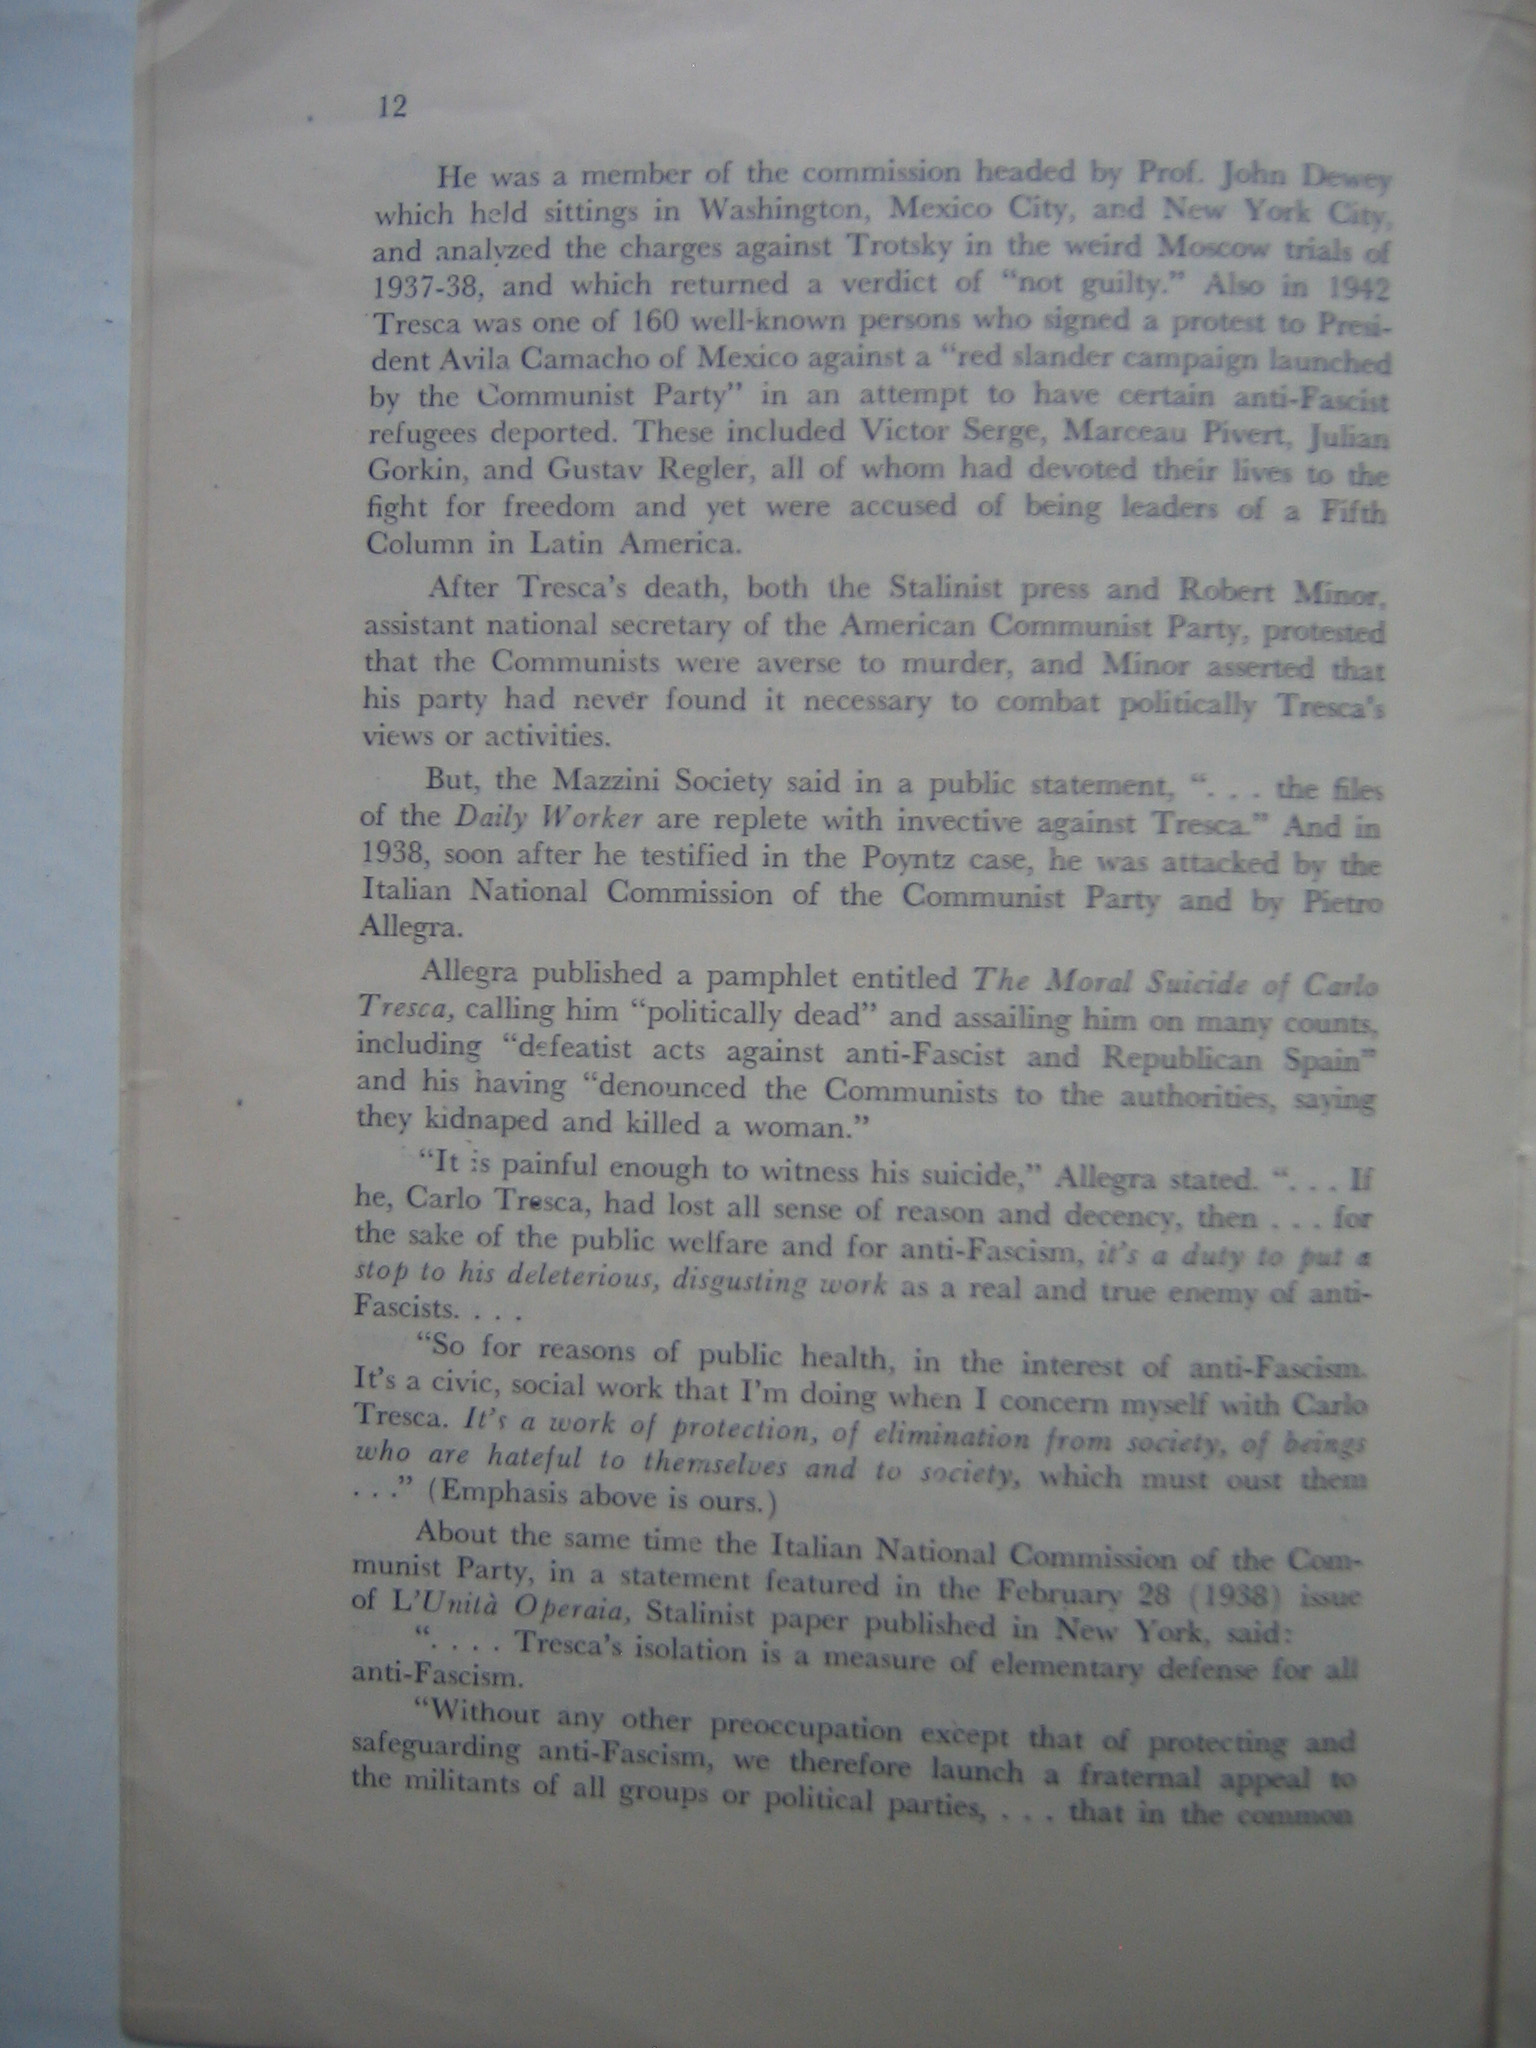 12
He was a member of the commission headed by Prof. John Dewey
which held sittings in Washington, Mexico City, and New York City,
and analyzed the charges against Trotsky in the weird Moscow trials of
1937-38, and which returned a verdict of “not guilty.” Also in 1942
Tresca was one of 160 well-known persons who signed a protest to Presi-
dent Avila Camacho of Mexico against a “red slander campaign launched
by the Communist Party” in an attempt to have certain anti-Fascist
refugees deported. These included Victor Serge, Marceau Pivert, Julian
Gorkin, and Gustav Regler, all of whom had devoted their lives to the
fight for freedom and yet were accused of being leaders of a Fifth
Column in Latin America.
After Tresca’s death, both the Stalinist press and Robert Minor,
assistant national secretary of the American Communist Party, protested
that the Communists were averse to murder, and Minor asserted that
his party had never found it necessary to combat politically Tresca’s
views or activities.
But, the Mazzini Society said in a public statement, “. . . the files
of the Daily Worker are replete with invective against Tresca.” And in
1938, soon after he testified in the Poyntz case, he was attacked by the
Italian National Commission of the Communist Party and by Pietro
Allegra.
Allegra published a pamphlet entitled The Moral Suicide of Carlo
Tresca, calling him “politically dead” and assailing him on many counts,
including “defeatist acts against anti-Fascist and Republican Spain”
and his having “denounced the Communists to the authorities, saying
they kidnaped and killed a woman.”
“It is painful enough to witness his suicide,” Allegra stated. “. . . If
he, Carlo Tresca, had lost all sense of reason and decency, then . . . for
the sake of the public welfare and for anti-Fascism, it’s a duty to put a
stop to his deleterious, disgusting work as a real and true enemy of anti-
Fascists. . . .
“So for reasons of public health, in the interest of anti-Fascism.
It’s a civic, social work that I’m doing when I concern myself with Carlo
Tresca. It’s a work of protection, of elimination from society, of beings
who are hateful to themselves and to society, which must oust them
. . .” (Emphasis above is ours.)
About the same time the Italian National Commission of the Com-
munist Party, in a statement featured in the February 28 (1938) issue
of L’Unità Operaia, Stalinist paper published in New York, said:
“. . . . Tresca’s isolation is a measure of elementary defense for all
anti-Fascism.
“Without any other preoccupation except that of protecting and
safeguarding anti-Fascism, we therefore launch a fraternal appeal to
the militants of all groups or political parties, . . . that in the common